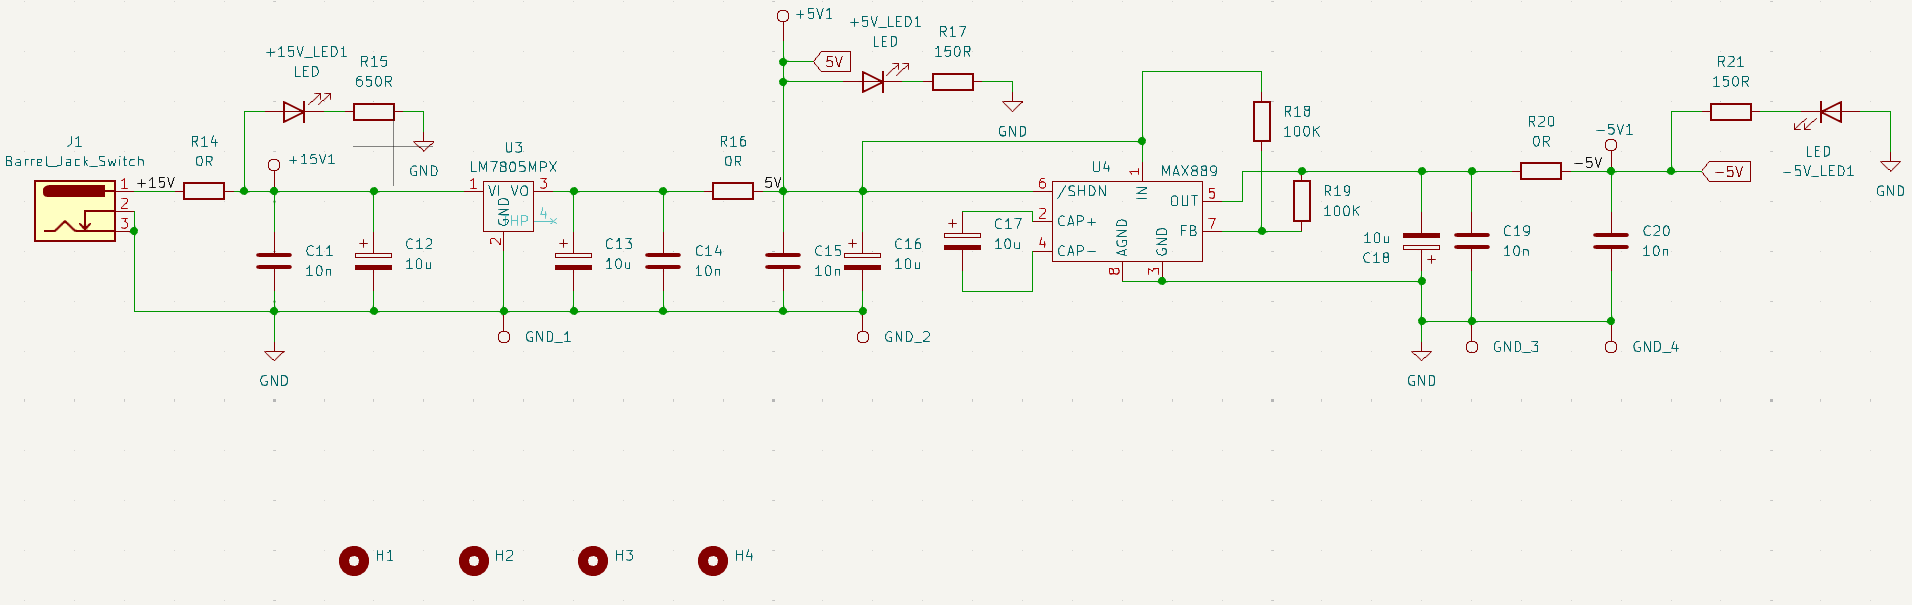 J1
Barrel_Jack_Switch
1
2
3
+15V
R14
0R
+15V_LED1
LED
R15
650R
GND
+15V1
C11
10n
GND
C12
10u
U3
LM7805MPX
1
VI
VO
3
GND
HP
4
2
GND_1
C13
10u
C14
10n
R16
0R
5V
+5V1
5V
+5V_LED1
LED
R17
150R
GND
C15
10n
C16
10u
GND_2
C17
10u
U4
MAX889
6
/SHDN
2
CAP+
4
CAP-
1
IN
OUT
5
FB
7
AGND
GND
8
3
R18
100K
R19
100K
10u
C18
GND
C19
10n
GND_3
R20
0R
-5V
-5V1
C20
10n
GND_4
R21
150R
-5V
LED
-5V_LED1
GND
H1
H2
H3
H4